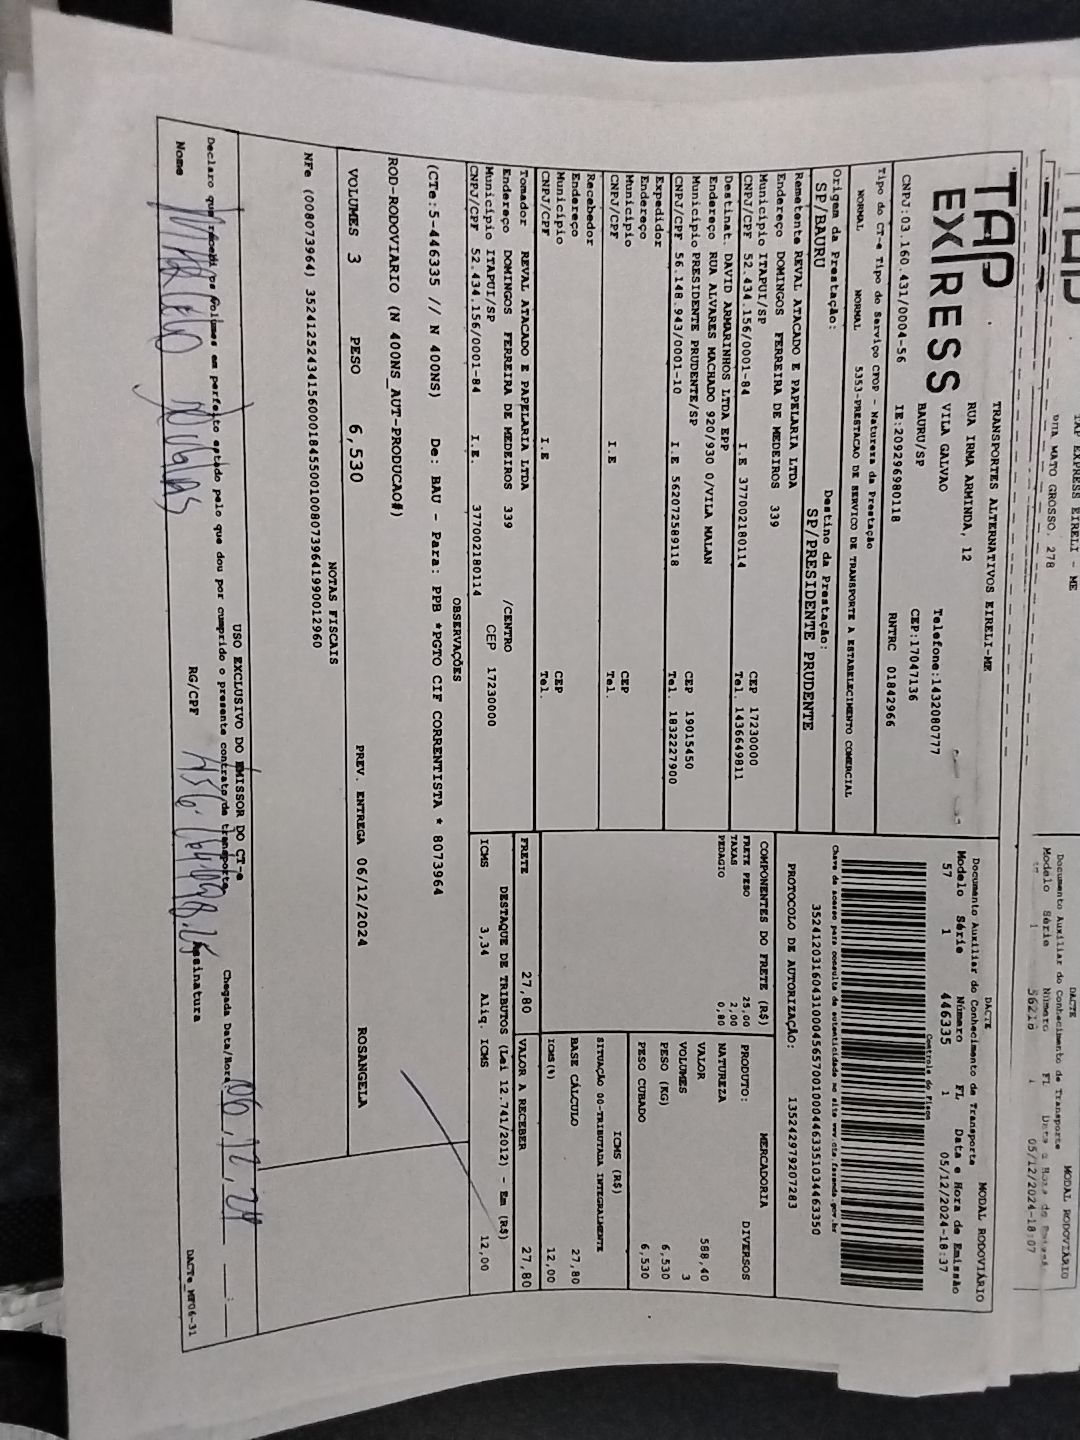 TAP EXPRESS EIRELI - ME
RUA MATO GROSSO, 278
DACTE
MODAL RODOVIÁRIO
Documento Auxiliar do Conhecimento de Transporte
Modelo Série Número FL
1 56218 1 05/12/2024-18:07
TAP
EXPRESS
TRANSPORTES ALTERNATIVOS EIRELI-ME
RUA IRMA ARMINDA, 12
VILA GALVAO
BAURU/SP
Telefone:1432080777
CEP:17047136
CNPJ:03.160.431/0004-56 IE:209296980118 RNTRC 01842966
DACTE
MODAL RODOVIÁRIO
Documento Auxiliar do Conhecimento de Transporte
Modelo Série Número FL Data e Hora de Emissão
57 1 446335 1 05/12/2024-18:37
Controle do Fisco
Chave de acesso para consulta de autenticidade no site www.cte.fazenda.gov.br
35241203160431000456570010004463351034463350
PROTOCOLO DE AUTORIZAÇÃO: 135242979207283
Tipo do CT-e Tipo do Serviço CFOP - Natureza da Prestação
NORMAL NORMAL 5353-PRESTACAO DE SERVICO DE TRANSPORTE A ESTABELECIMENTO COMERCIAL
Origem da Prestação: Destino da Prestação:
SP/BAURU SP/PRESIDENTE PRUDENTE
Remetente REVAL ATACADO E PAPELARIA LTDA
Endereço DOMINGOS FERREIRA DE MEDEIROS 339
Município ITAPUI/SP CEP 17230000
CNPJ/CPF 52.434.156/0001-84 I.E 377002180114 Tel. 1436649811
Destinat. DAVID ARMARINHOS LTDA EPP
Endereço RUA ALVARES MACHADO 920/930 0/VILA MALAN
Município PRESIDENTE PRUDENTE/SP CEP 19015450
CNPJ/CPF 56.148.943/0001-10 I.E 562072589118 Tel. 1832227900
Expedidor
Endereço
Município CEP
CNPJ/CPF I.E Tel.
Recebedor
Endereço
Município CEP
CNPJ/CPF I.E Tel.
Tomador REVAL ATACADO E PAPELARIA LTDA
Endereço DOMINGOS FERREIRA DE MEDEIROS 339 /CENTRO
Município ITAPUI/SP CEP 17230000
CNPJ/CPF 52.434.156/0001-84 I.E. 377002180114
COMPONENTES DO FRETE (R$)
FRETE PESO 25,00
TAXAS 2,00
PEDAGIO 0,80
MERCADORIA
PRODUTO: DIVERSOS
NATUREZA
VALOR 588,40
VOLUMES 3
PESO (KG) 6,530
PESO CUBADO 6,530
ICMS (R$)
SITUAÇÃO 00-TRIBUTADA INTEGRALMENTE
BASE CÁLCULO 27,80
ICMS(%) 12,00
FRETE 27,80 VALOR A RECEBER 27,80
DESTAQUE DE TRIBUTOS (Lei 12.741/2012) - Em (R$)
ICMS 3,34 Aliq. ICMS 12,00
OBSERVAÇÕES
(CTe:5-446335 // N 400NS) De: BAU - Para: PPB *PGTO CIF CORRENTISTA * 8073964
ROD-RODOVIARIO (N 400NS_AUT-PRODUCAO#)
VOLUMES 3 PESO 6,530 PREV. ENTREGA 06/12/2024 ROSANGELA
NOTAS FISCAIS
NFe (008073964) 35241252434156000184550010080739641990012960
USO EXCLUSIVO DO EMISSOR DO CT-e
Declaro que recebi os volumes em perfeito estado pelo que dou por cumprido o presente contrato de transporte.
Chegada Data/Hora 06/12/24
Nome RG/CPF Assinatura
DACTe_MF06-31